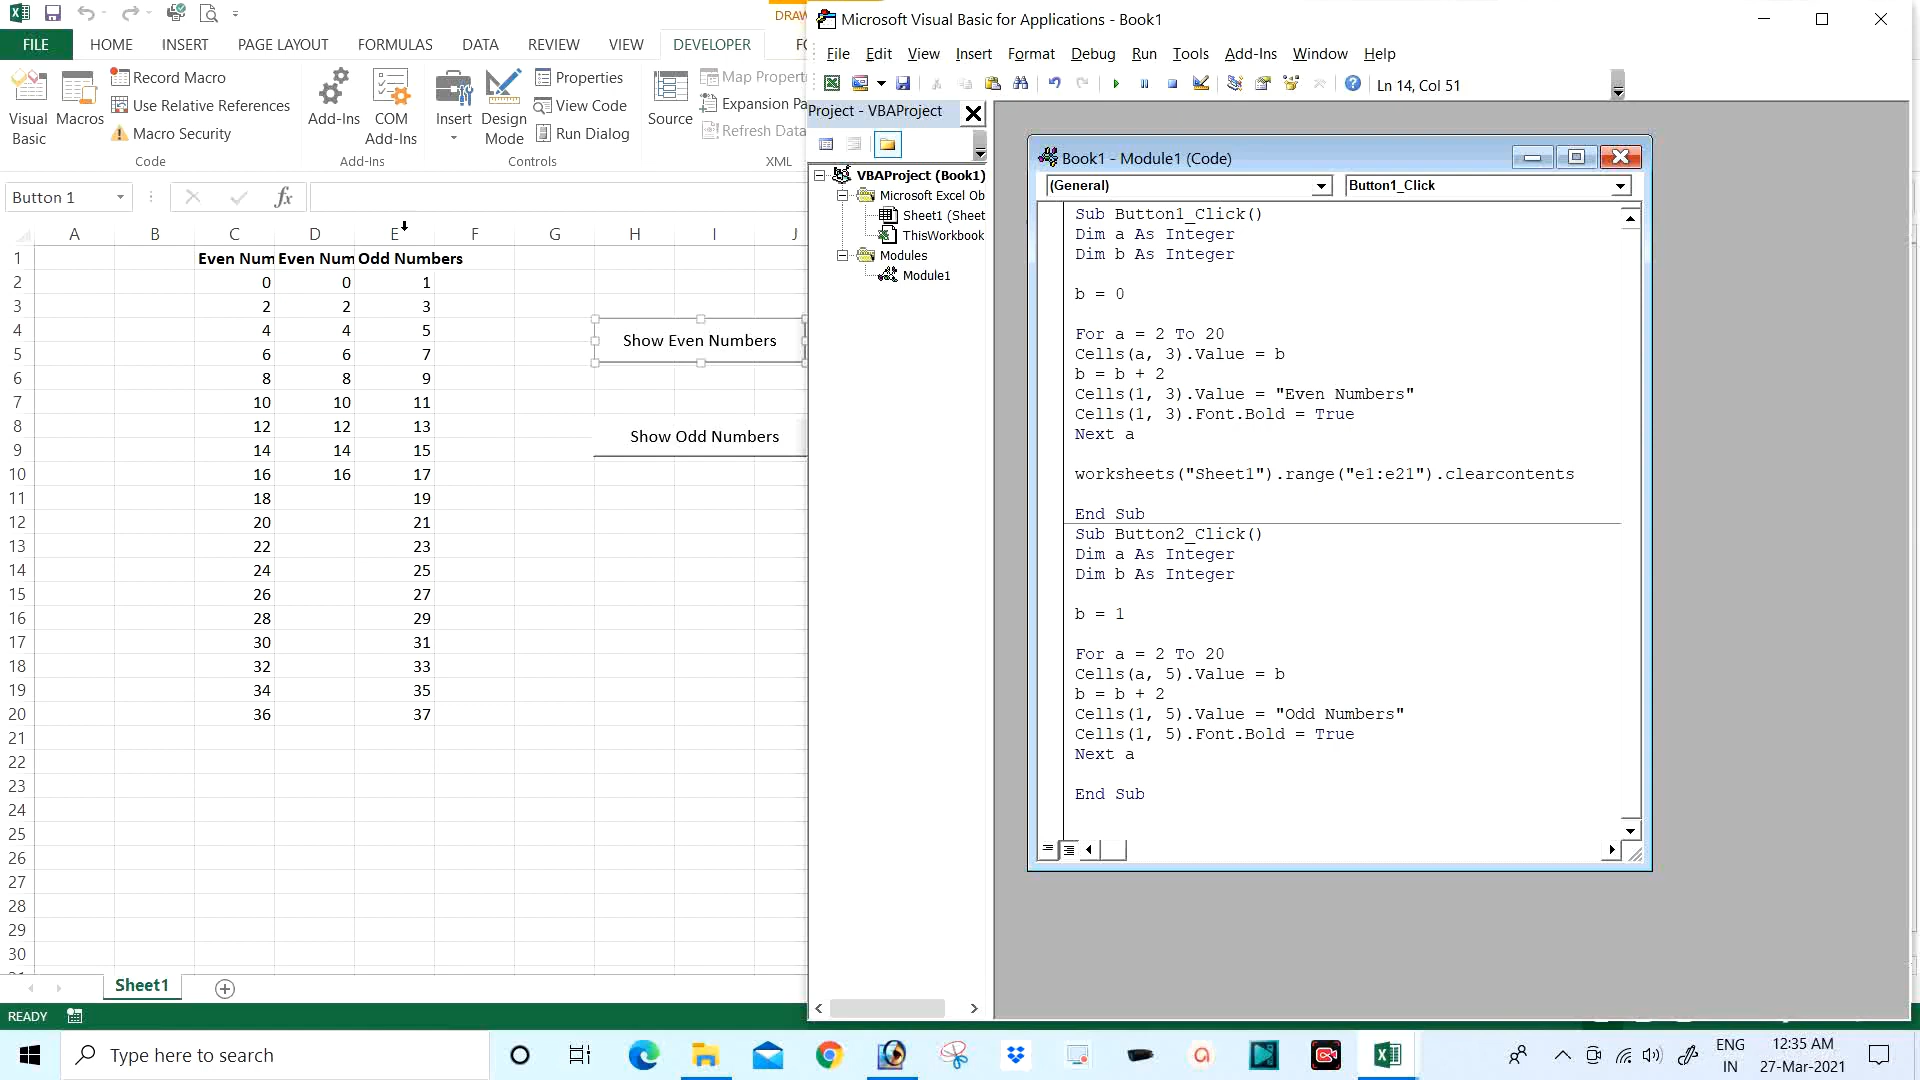 DRAW
FILE HOME INSERT PAGE LAYOUT FORMULAS DATA REVIEW VIEW DEVELOPER FO
Visual Basic
Macros
Record Macro
Use Relative References
Macro Security
Code
Add-Ins
COM Add-Ins
Add-Ins
Insert
Design Mode
Properties
View Code
Run Dialog
Controls
Source
Map Propert
Expansion Pa
Refresh Data
XML
Button 1
fx
A B C D E F G H I J
1 Even Num Even Num Odd Numbers
2 0 0 1
3 2 2 3
4 4 4 5
5 6 6 7
6 8 8 9
7 10 10 11
8 12 12 13
9 14 14 15
10 16 16 17
11 18 19
12 20 21
13 22 23
14 24 25
15 26 27
16 28 29
17 30 31
18 32 33
19 34 35
20 36 37
21
22
23
24
25
26
27
28
29
30
Show Even Numbers
Show Odd Numbers
Sheet1
READY
Microsoft Visual Basic for Applications - Book1
File Edit View Insert Format Debug Run Tools Add-Ins Window Help
Ln 14, Col 51
Project - VBAProject
VBAProject (Book1)
Microsoft Excel Ob
Sheet1 (Sheet
ThisWorkbook
Modules
Module1
Book1 - Module1 (Code)
(General) Button1_Click
Sub Button1_Click()
Dim a As Integer
Dim b As Integer
b = 0
For a = 2 To 20
Cells(a, 3).Value = b
b = b + 2
Cells(1, 3).Value = "Even Numbers"
Cells(1, 3).Font.Bold = True
Next a
worksheets("Sheet1").range("e1:e21").clearcontents
End Sub
Sub Button2_Click()
Dim a As Integer
Dim b As Integer
b = 1
For a = 2 To 20
Cells(a, 5).Value = b
b = b + 2
Cells(1, 5).Value = "Odd Numbers"
Cells(1, 5).Font.Bold = True
Next a
End Sub
Type here to search
ENG
IN
12:35 AM
27-Mar-2021